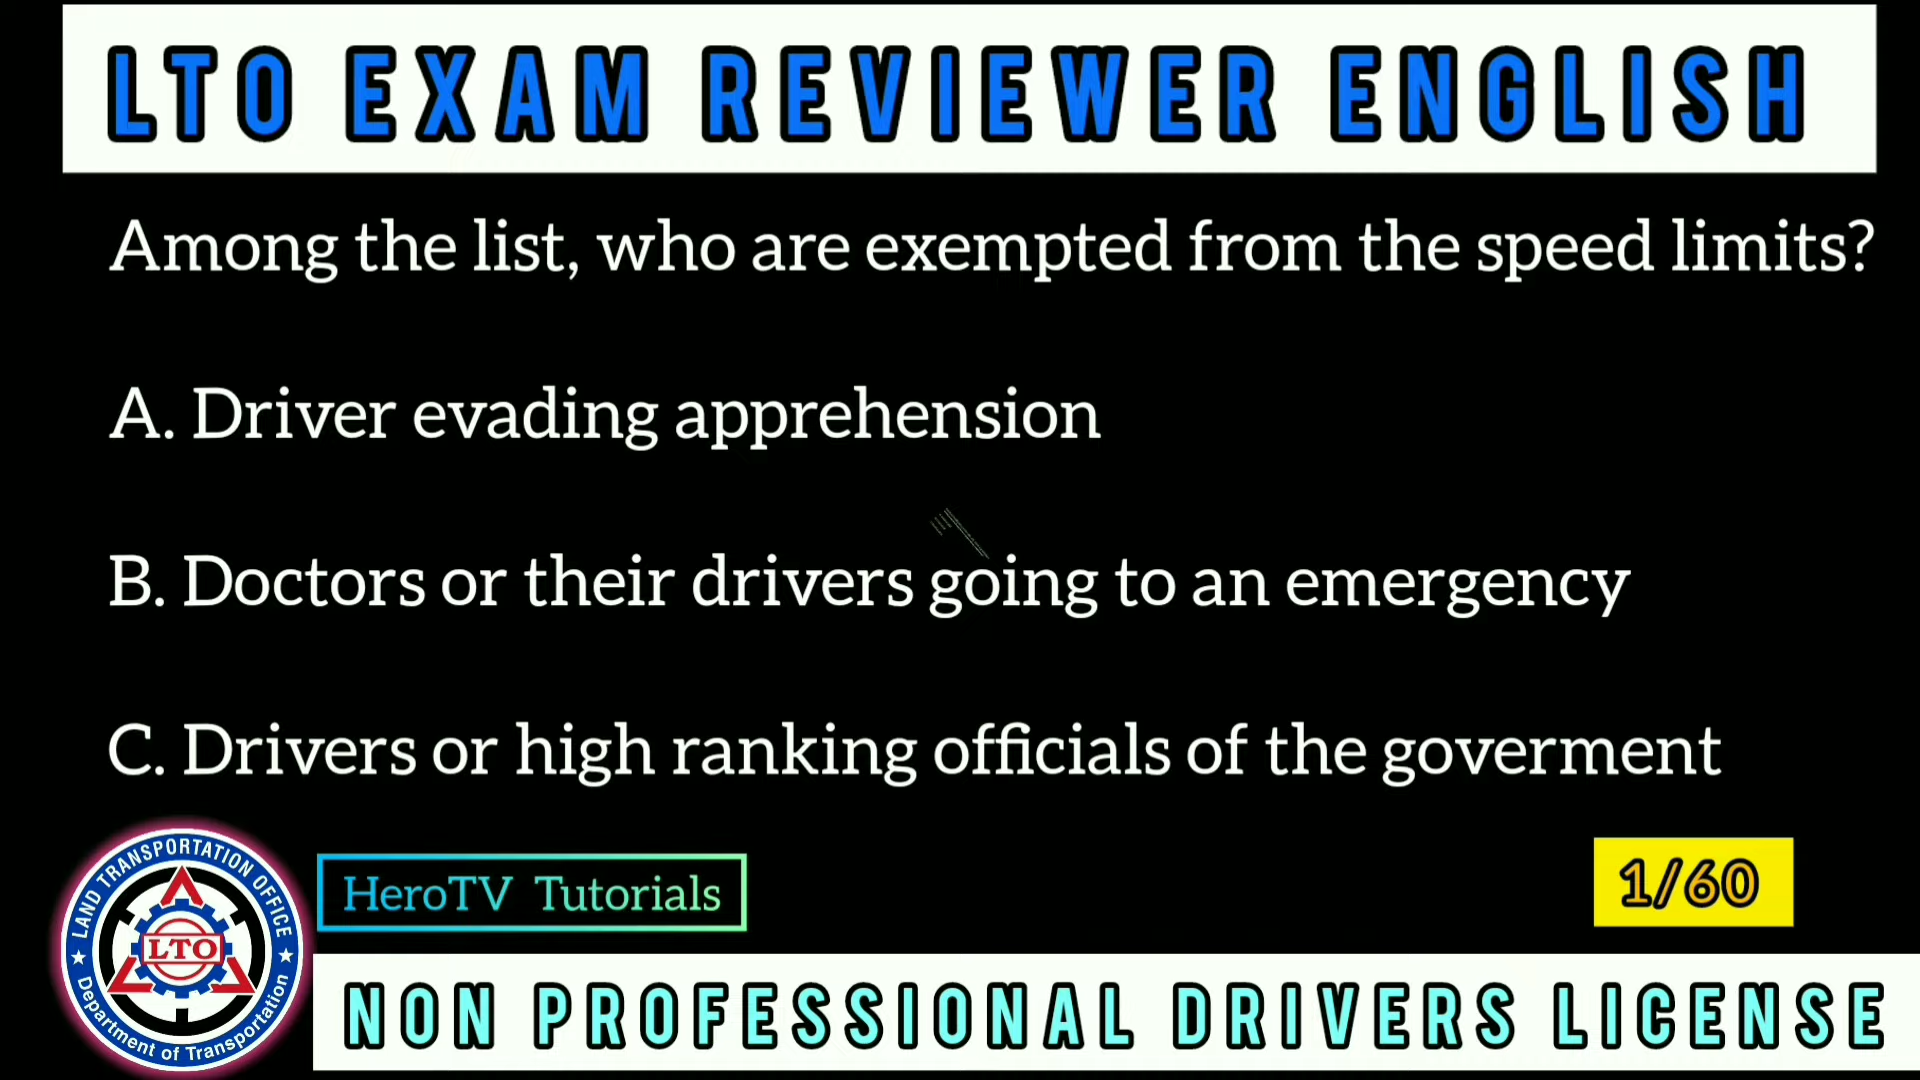 LTO EXAM REVIEWER ENGLISH
Among the list, who are exempted from the speed limits?
A. Driver evading apprehension
B. Doctors or their drivers going to an emergency
C. Drivers or high ranking officials of the goverment
LAND TRANSPORTATION OFFICE
LTO
Department of Transportation
HeroTV Tutorials
1/60
NON PROFESSIONAL DRIVERS LICENSE